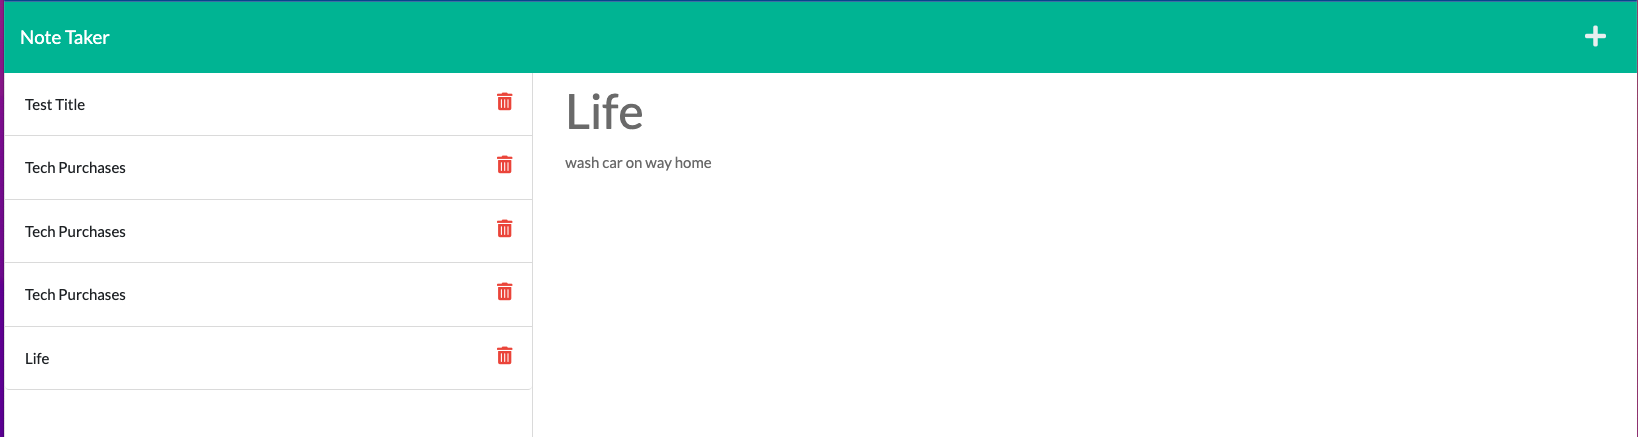 Note Taker
Test Title
Tech Purchases
Tech Purchases
Tech Purchases
Life
Life
wash car on way home